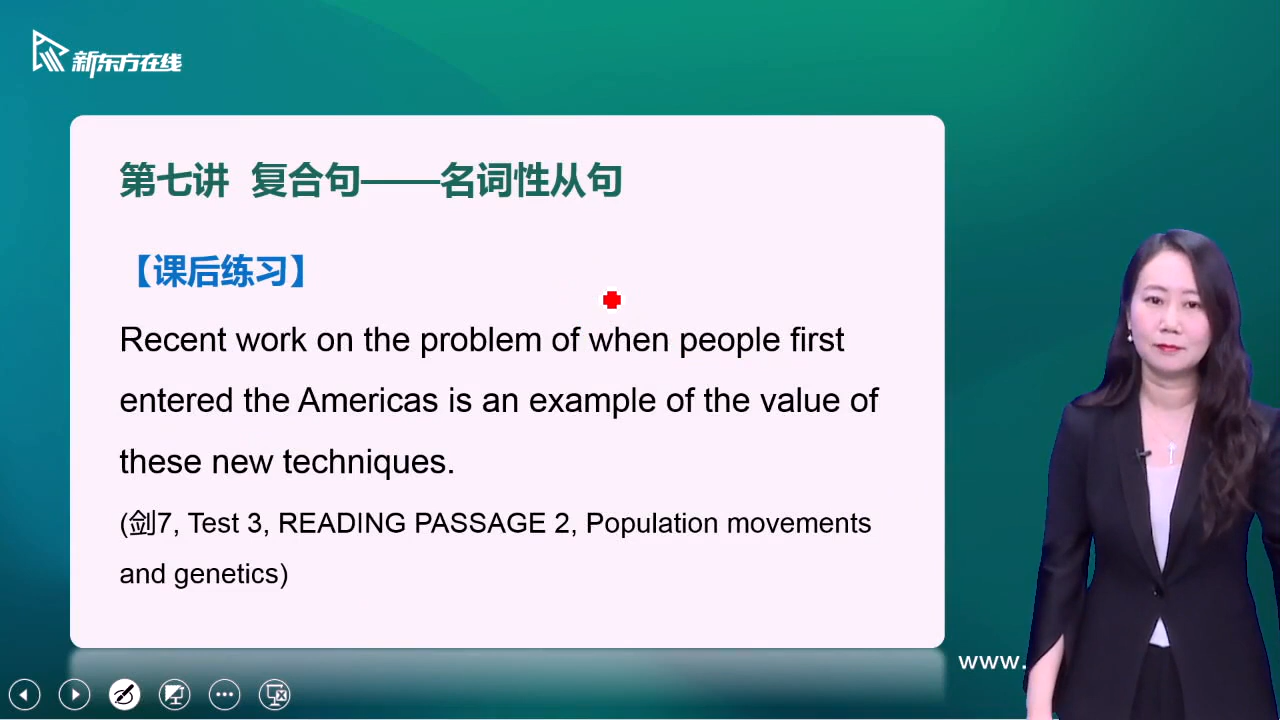 新东方在线
第七讲 复合句——名词性从句
【课后练习】
Recent work on the problem of when people first
entered the Americas is an example of the value of
these new techniques.
(剑7, Test 3, READING PASSAGE 2, Population movements
and genetics)
www.